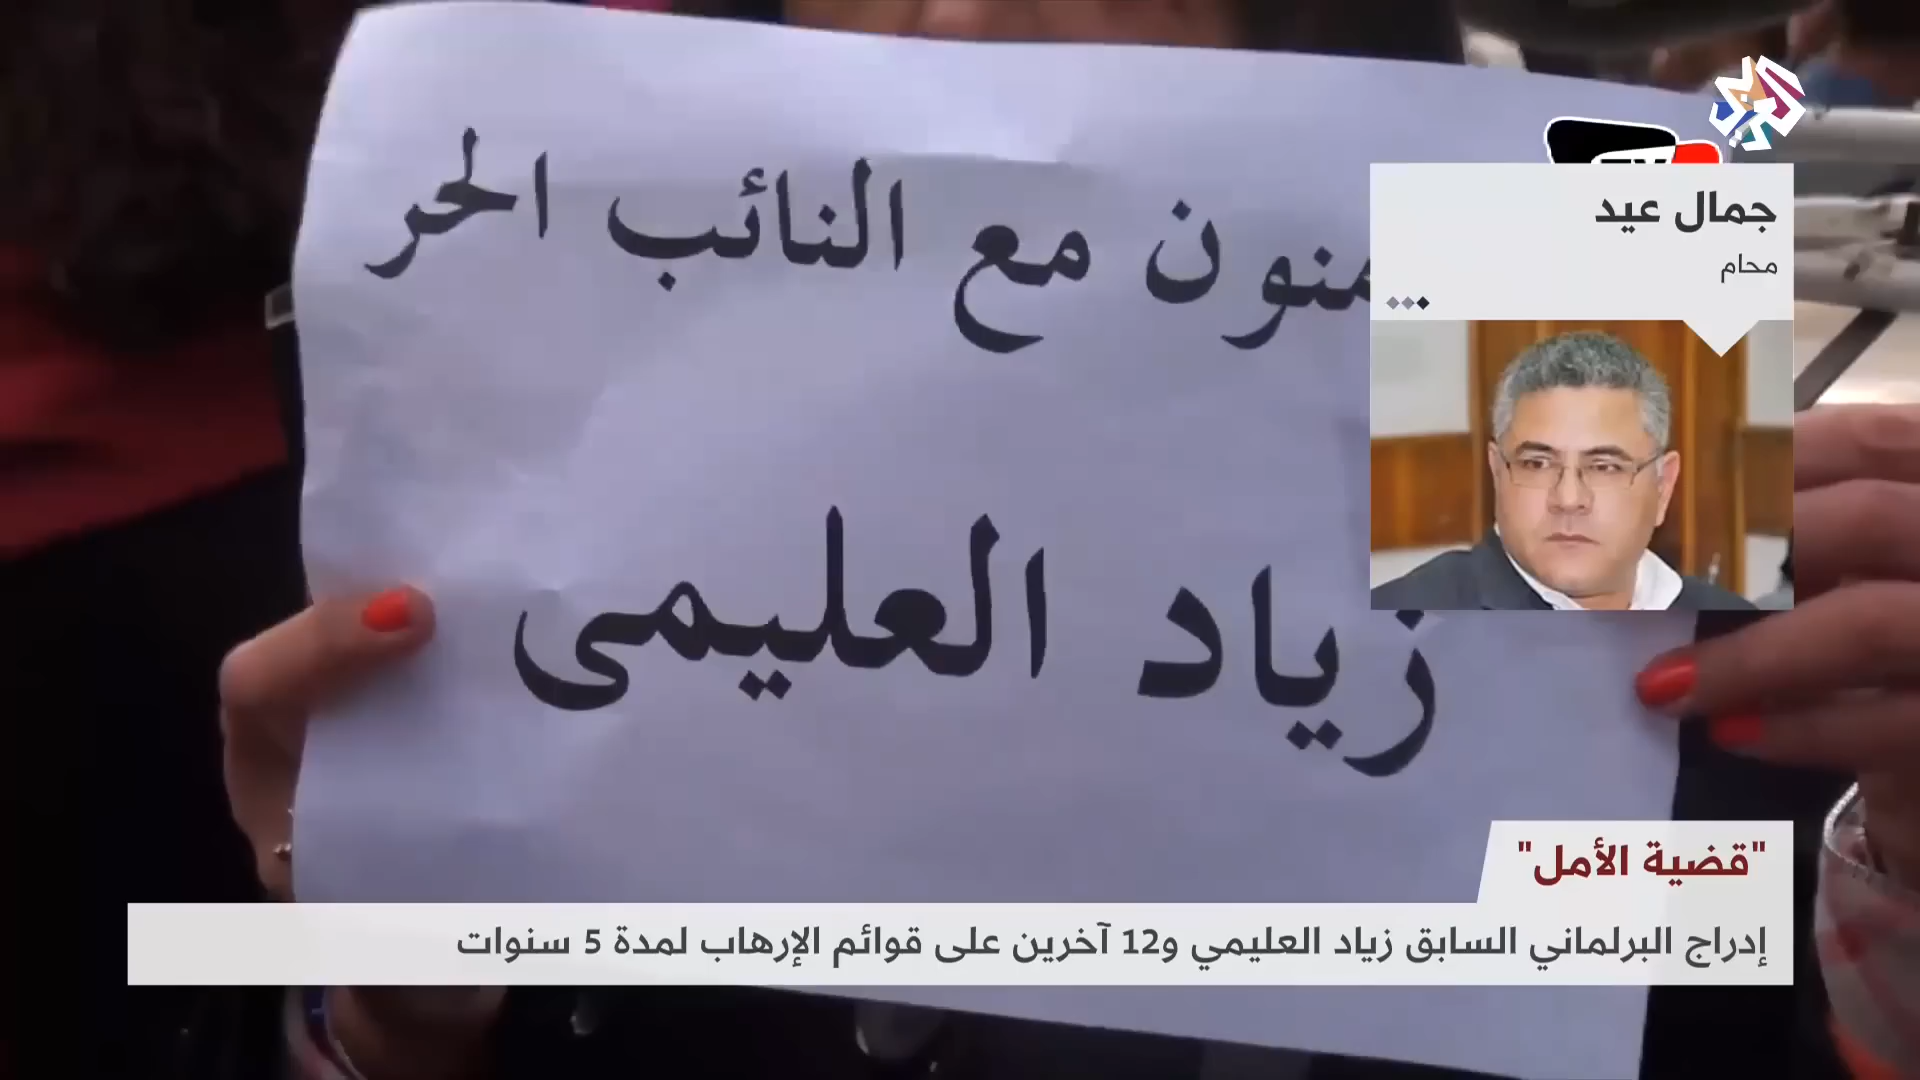 منون مع النائب الحر
زياد العليمى
جمال عيد
محام
"قضية الأمل"
إدراج البرلماني السابق زياد العليمي و12 آخرين على قوائم الإرهاب لمدة 5 سنوات